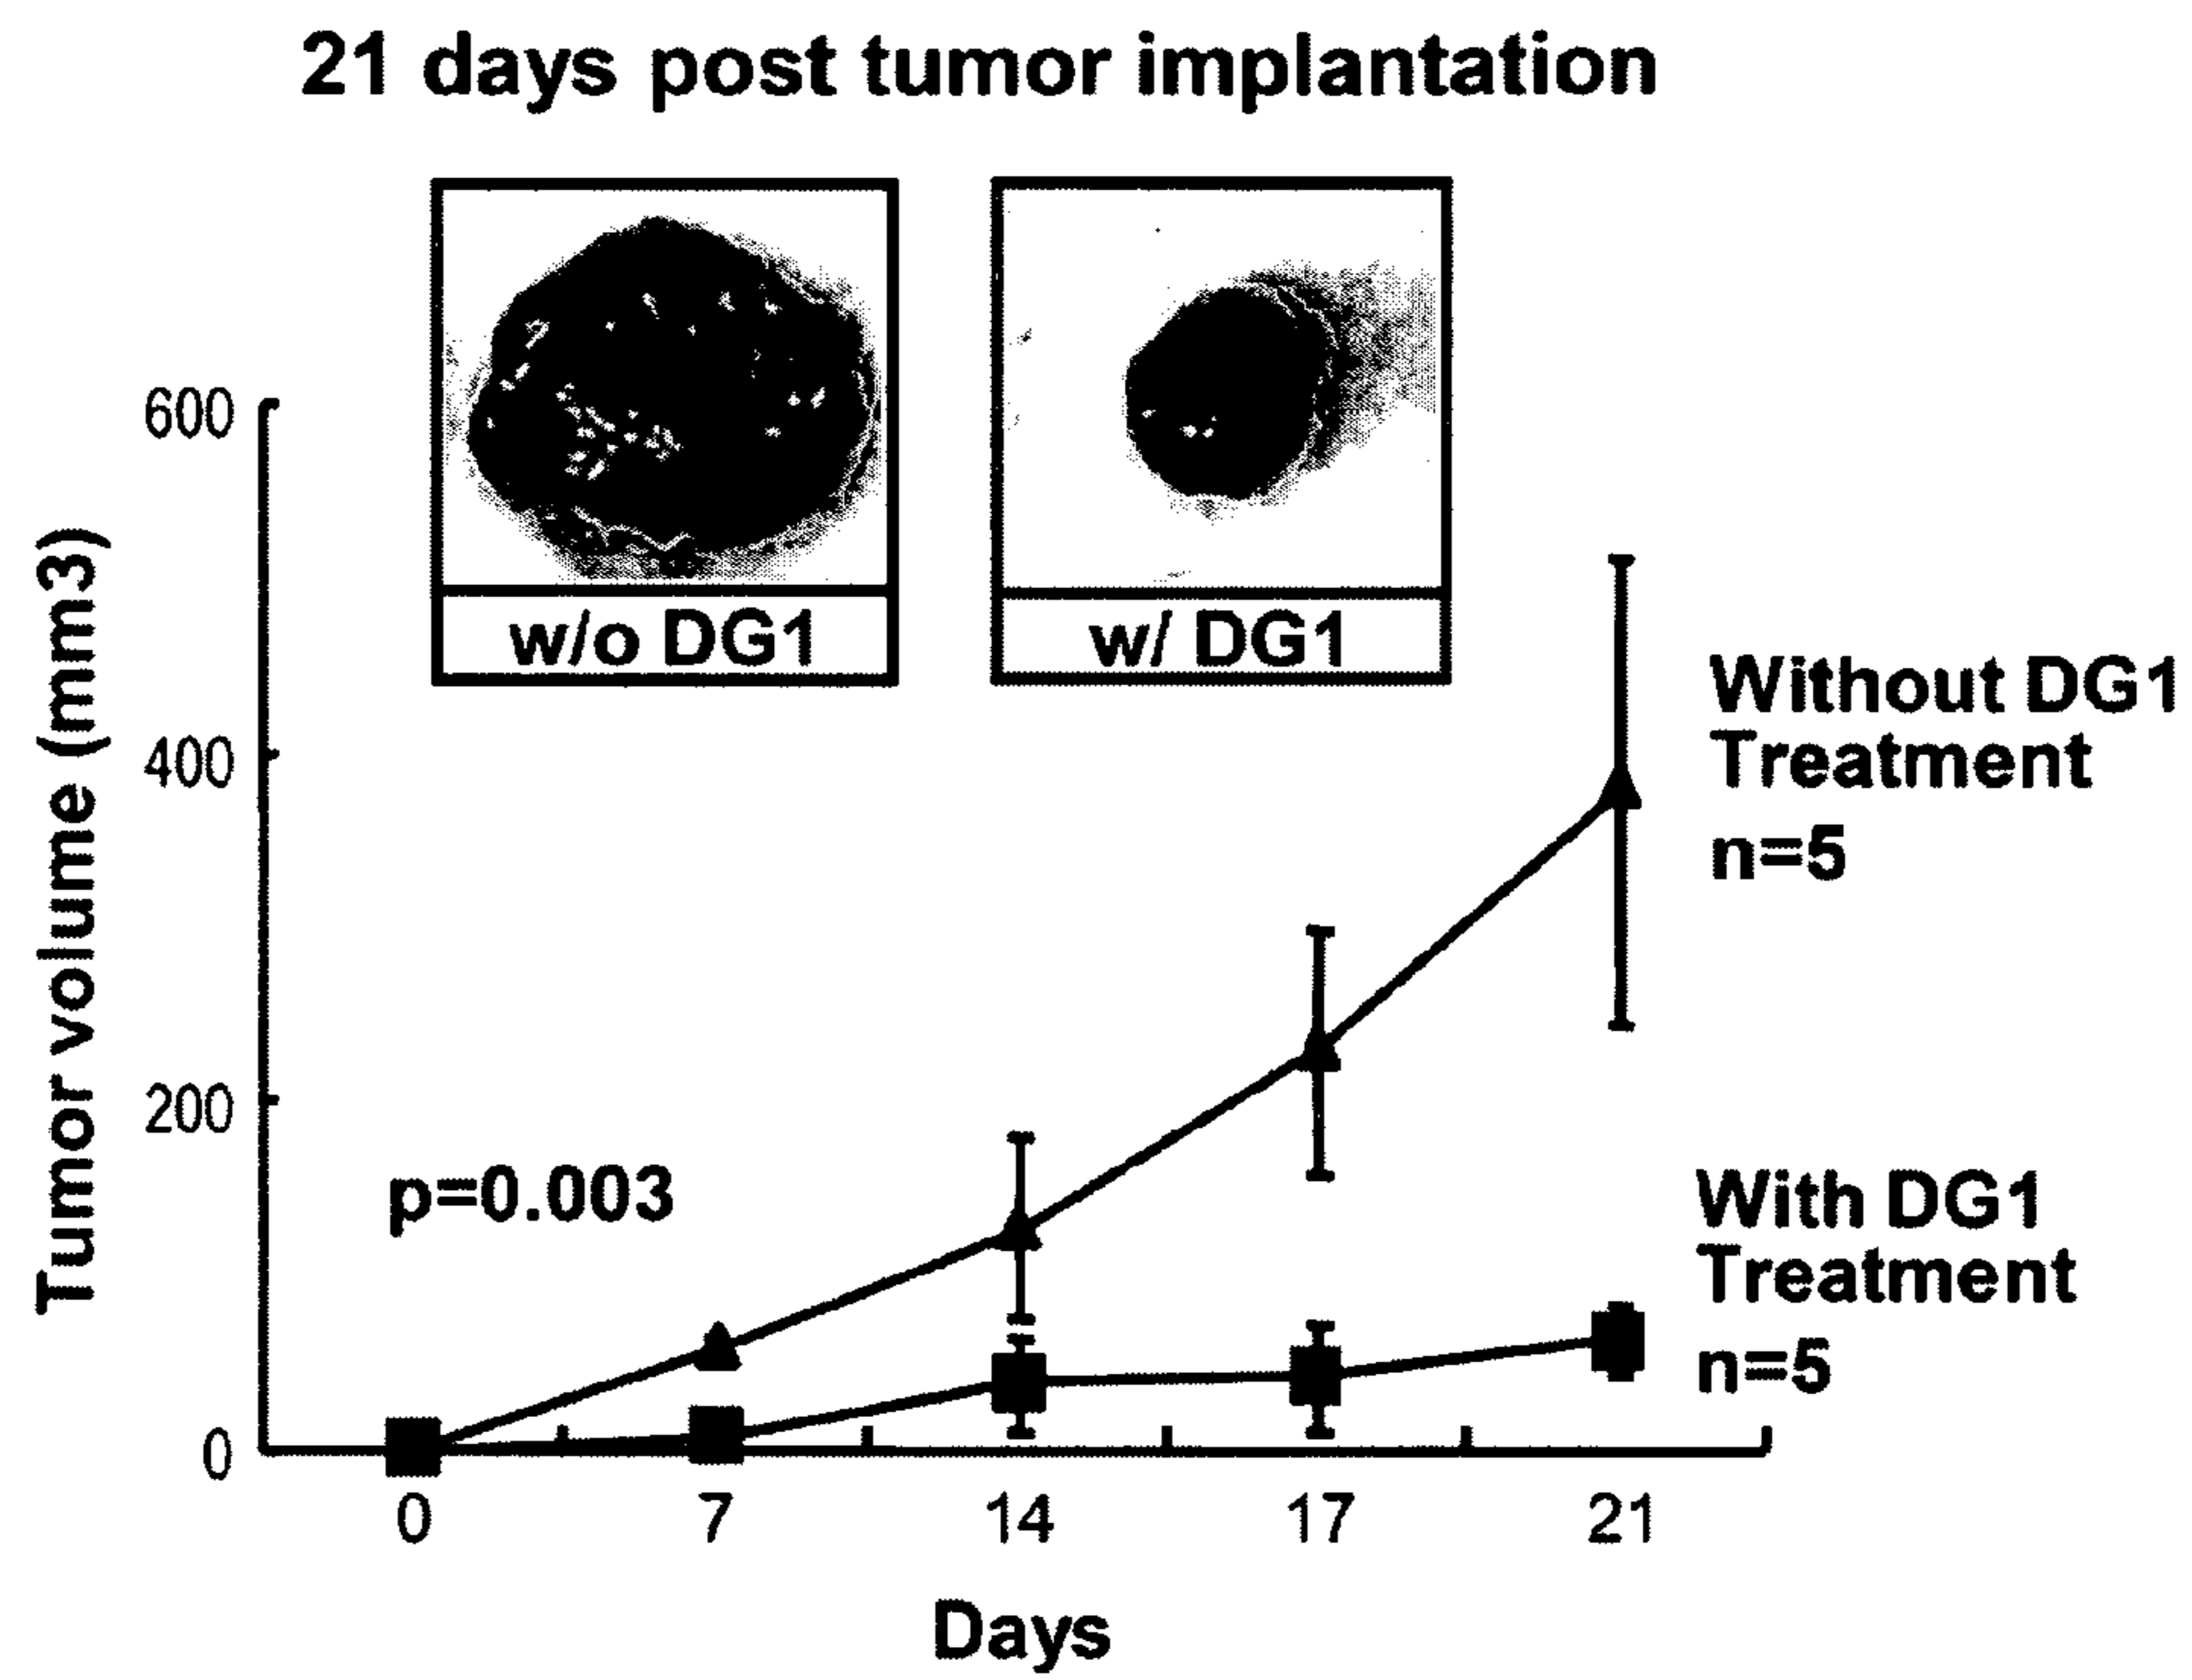 21 days post tumor implantation
w/o DG1
w/ DG1
Tumor volume (mm3)
600
400
200
0
p=0.003
Without DG1
Treatment
n=5
With DG1
Treatment
n=5
0 7 14 17 21
Days